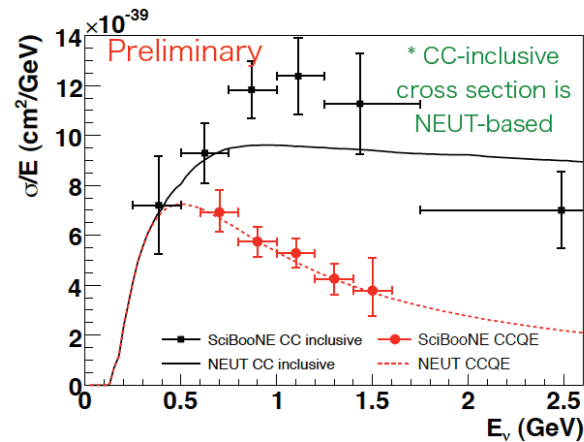 ×10⁻³⁹
14
12
10
8
6
4
2
0
σ/E (cm²/GeV)
Preliminary
* CC-inclusive
cross section is
NEUT-based
SciBooNE CC inclusive
SciBooNE CCQE
NEUT CC inclusive
NEUT CCQE
0 0.5 1 1.5 2 2.5
Eν (GeV)